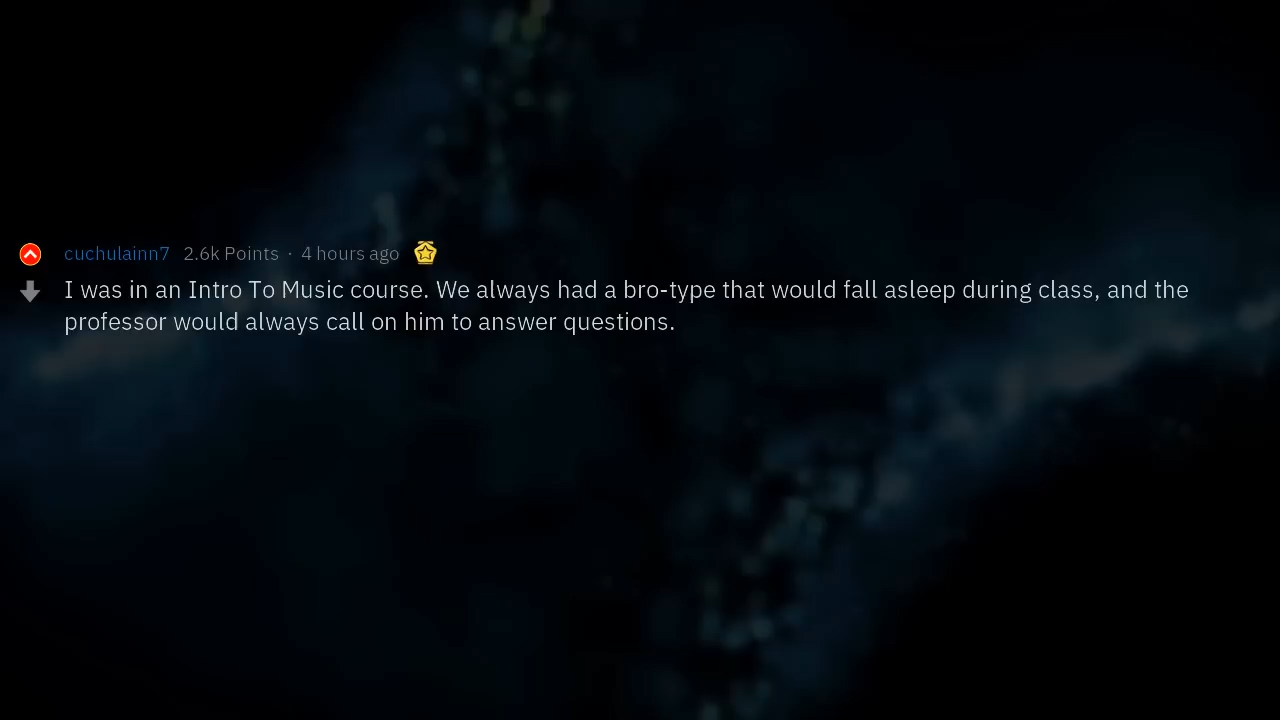 cuchulainn7 2.6k Points · 4 hours ago
I was in an Intro To Music course. We always had a bro-type that would fall asleep during class, and the
professor would always call on him to answer questions.